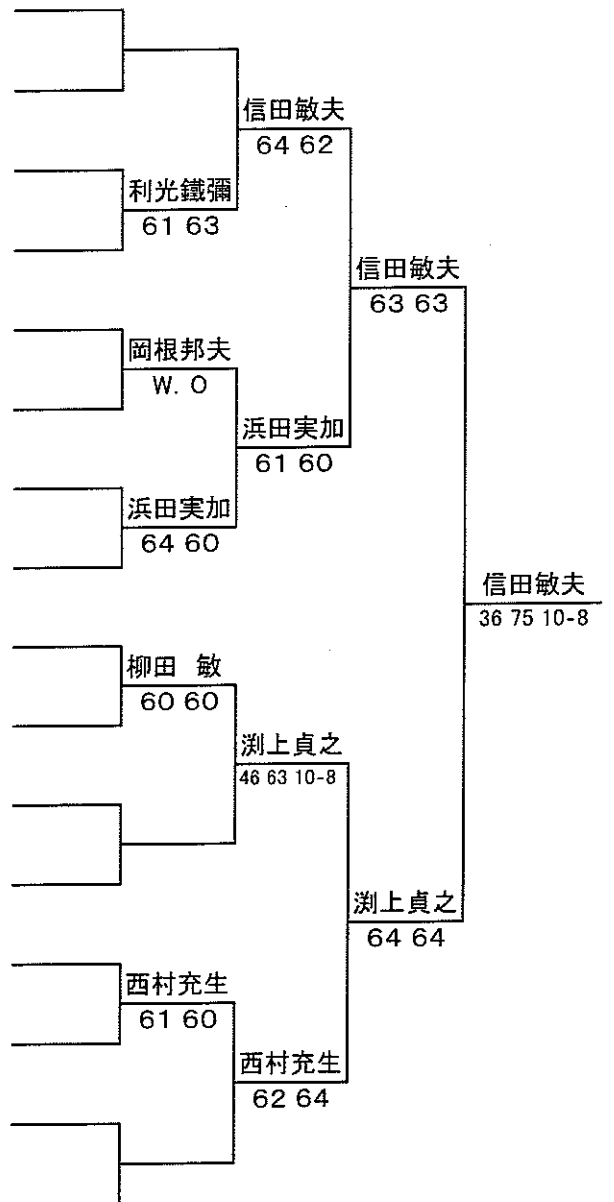 信田敏夫
64 62
利光鐵彌
61 63
信田敏夫
63 63
岡根邦夫
W. O
浜田実加
61 60
浜田実加
64 60
信田敏夫
36 75 10-8
柳田 敏
60 60
渕上貞之
46 63 10-8
渕上貞之
64 64
西村充生
61 60
西村充生
62 64